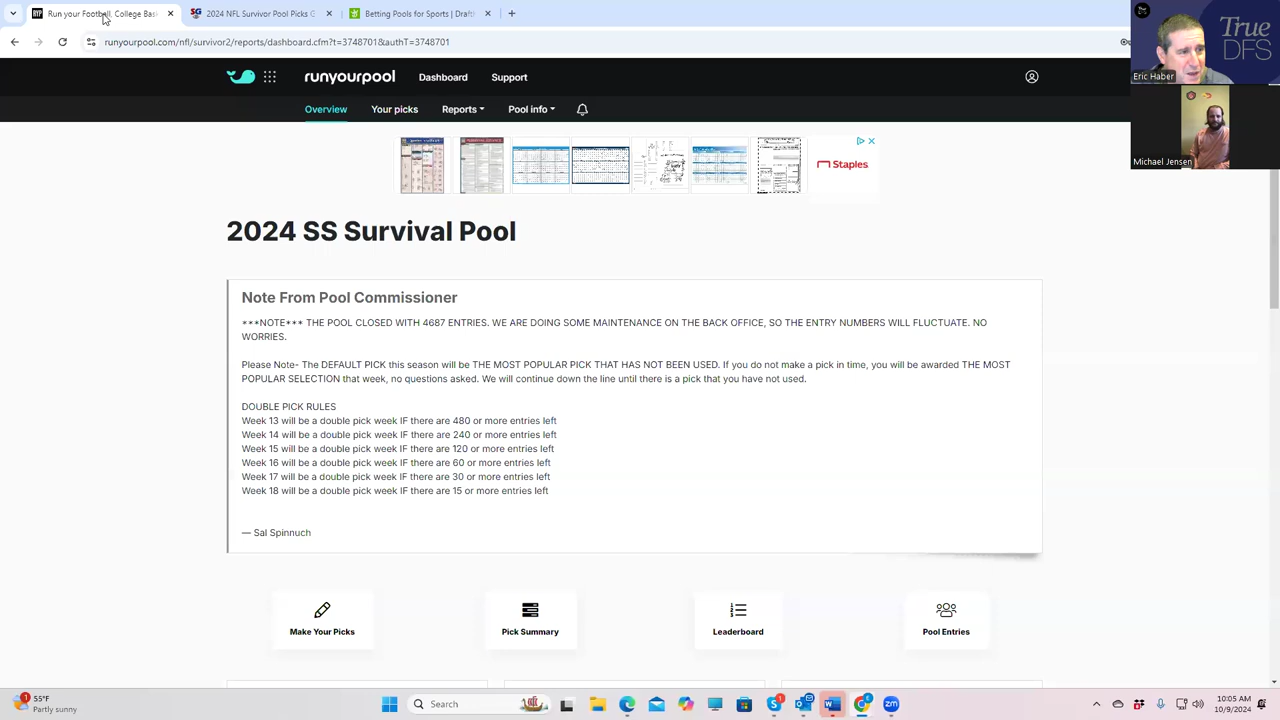 Run your Football, College Bas
2024 NFL Survivor Pool Picks G
Betting Pools for Sports | Draft
runyourpool.com/nfl/survivor2/reports/dashboard.cfm?t=3748701&authT=3748701
True
DFS
Eric Haber
Michael Jensen
runyourpool
Dashboard
Support
Overview
Your picks
Reports
Pool info
Staples
2024 SS Survival Pool
Note From Pool Commissioner
***NOTE*** THE POOL CLOSED WITH 4687 ENTRIES. WE ARE DOING SOME MAINTENANCE ON THE BACK OFFICE, SO THE ENTRY NUMBERS WILL FLUCTUATE. NO
WORRIES.
Please Note- The DEFAULT PICK this season will be THE MOST POPULAR PICK THAT HAS NOT BEEN USED. If you do not make a pick in time, you will be awarded THE MOST
POPULAR SELECTION that week, no questions asked. We will continue down the line until there is a pick that you have not used.
DOUBLE PICK RULES
Week 13 will be a double pick week IF there are 480 or more entries left
Week 14 will be a double pick week IF there are 240 or more entries left
Week 15 will be a double pick week IF there are 120 or more entries left
Week 16 will be a double pick week IF there are 60 or more entries left
Week 17 will be a double pick week IF there are 30 or more entries left
Week 18 will be a double pick week IF there are 15 or more entries left
— Sal Spinnuch
Make Your Picks
Pick Summary
Leaderboard
Pool Entries
55°F
Partly sunny
Search
10:05 AM
10/9/2024